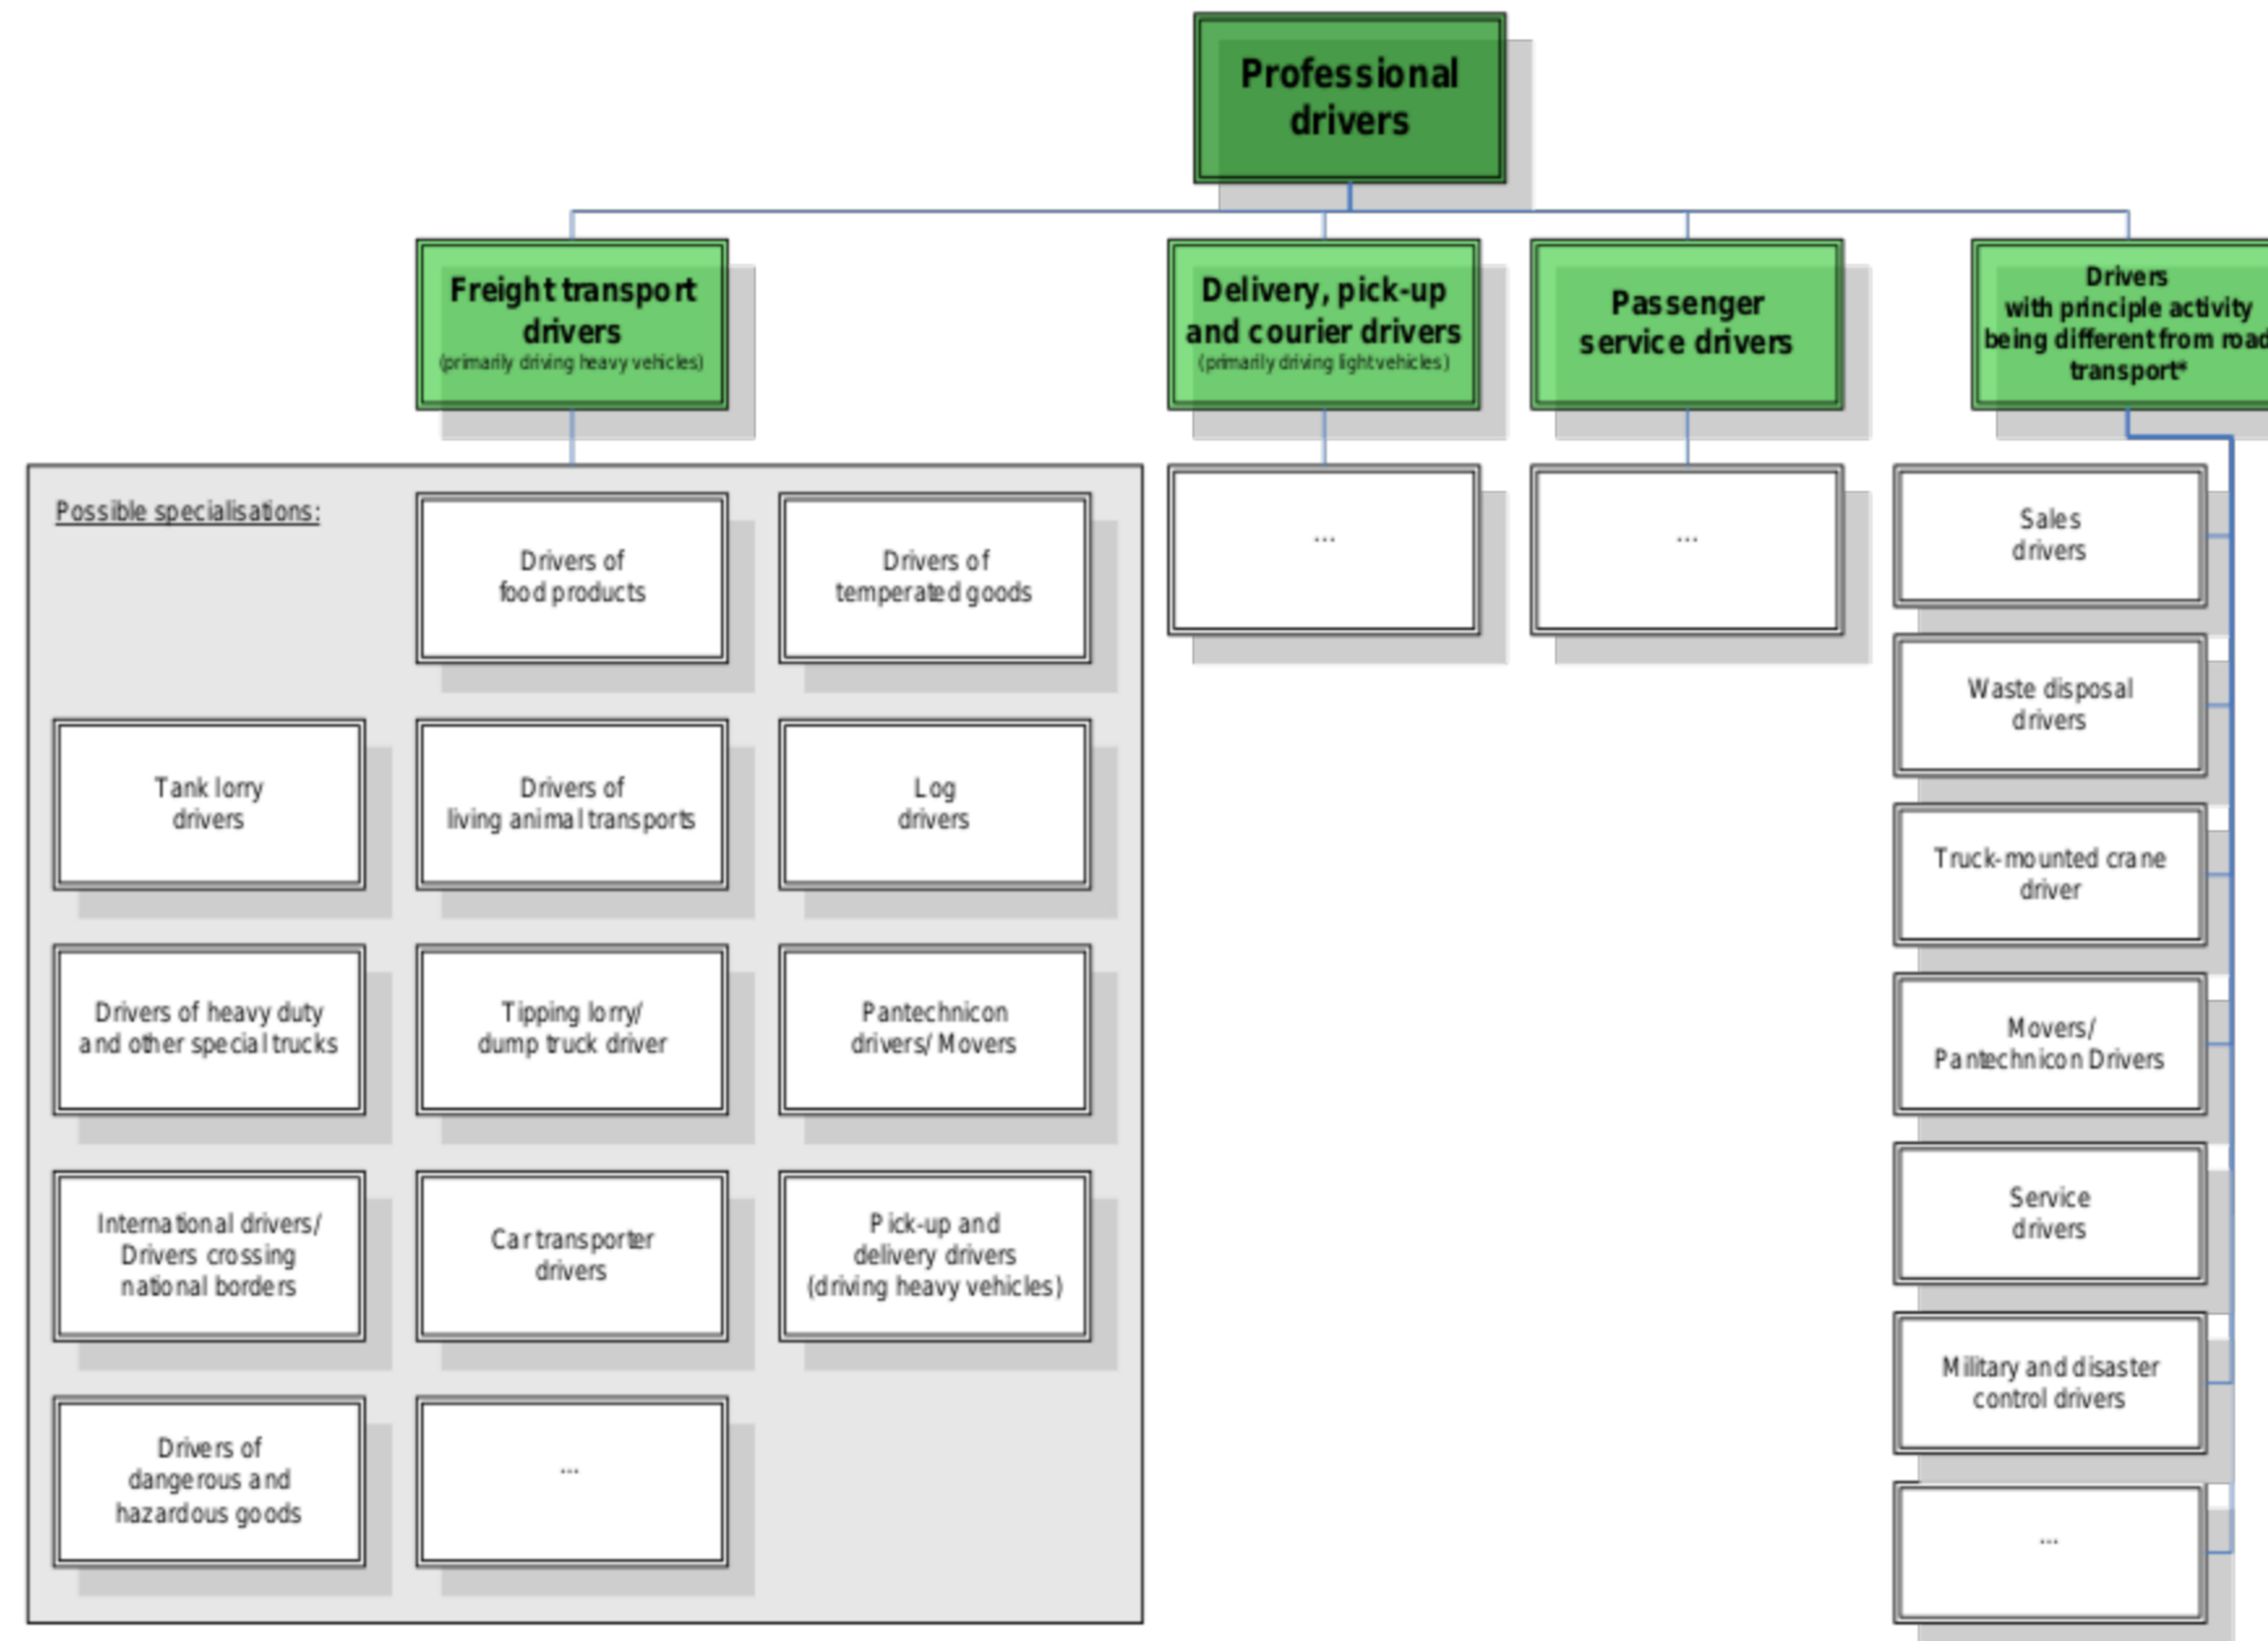 Professional
drivers
Freight transport
drivers
(primarily driving heavy vehicles)
Delivery, pick-up
and courier drivers
(primarily driving light vehicles)
Passenger
service drivers
Drivers
with principle activity
being different from road
transport*
Possible specialisations:
Drivers of
food products
Drivers of
temperated goods
Tank lorry
drivers
Drivers of
living animal transports
Log
drivers
Drivers of heavy duty
and other special trucks
Tipping lorry/
dump truck driver
Pantechnicon
drivers/ Movers
International drivers/
Drivers crossing
national borders
Car transporter
drivers
Pick-up and
delivery drivers
(driving heavy vehicles)
Drivers of
dangerous and
hazardous goods
...
...
...
Sales
drivers
Waste disposal
drivers
Truck-mounted crane
driver
Movers/
Pantechnicon Drivers
Service
drivers
Military and disaster
control drivers
...